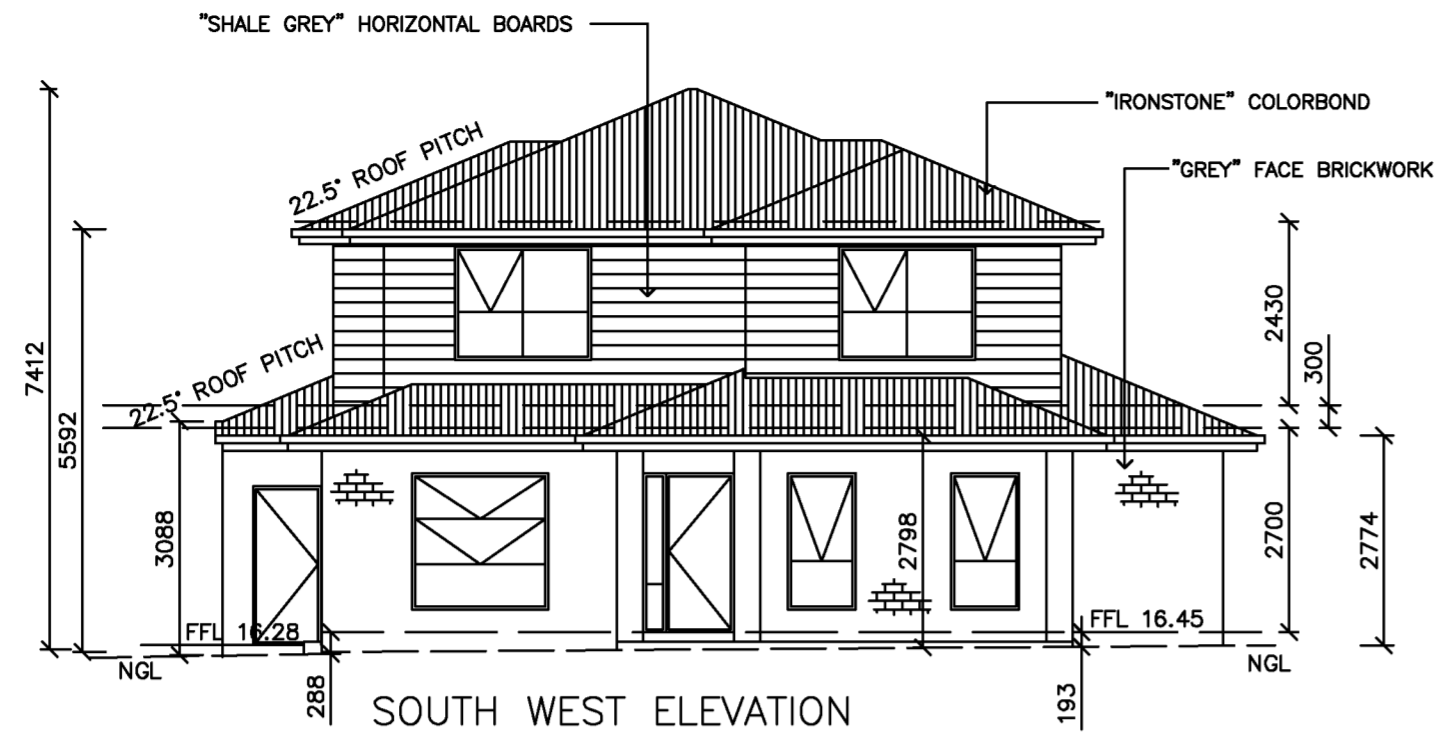 "SHALE GREY" HORIZONTAL BOARDS
"IRONSTONE" COLORBOND
"GREY" FACE BRICKWORK
22.5° ROOF PITCH
22.5° ROOF PITCH
7412
5592
3088
2430
300
2798
2700
2774
FFL 16.28
FFL 16.45
NGL
NGL
288
193
SOUTH WEST ELEVATION